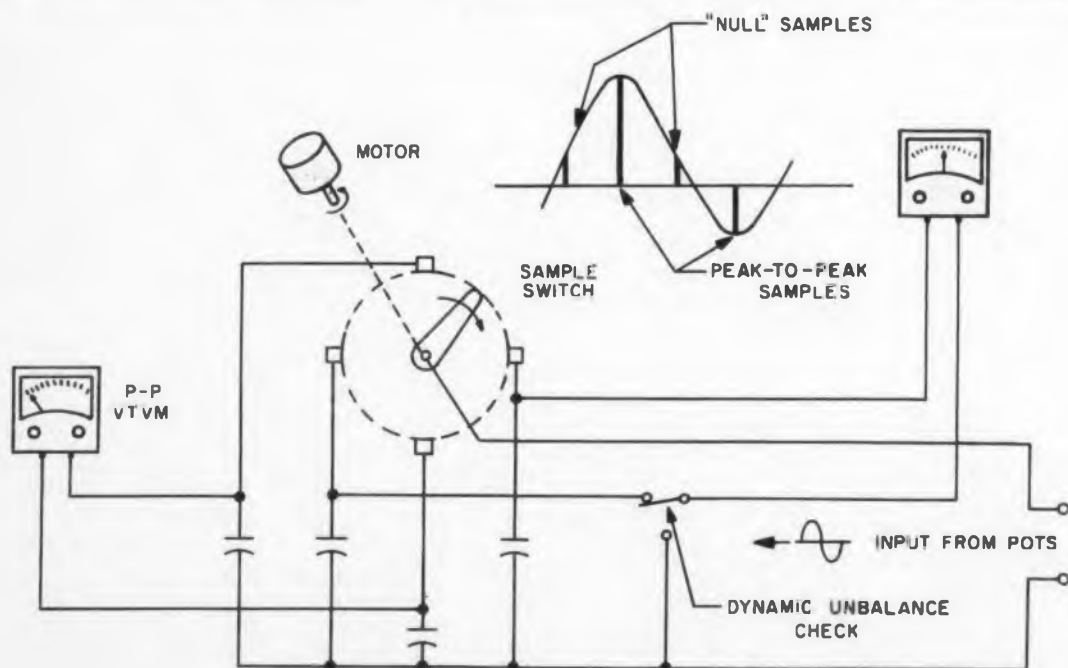 "NULL" SAMPLES
MOTOR
SAMPLE
SWITCH
PEAK-TO-PEAK
SAMPLES
P-P
VTVM
INPUT FROM POTS
DYNAMIC UNBALANCE
CHECK